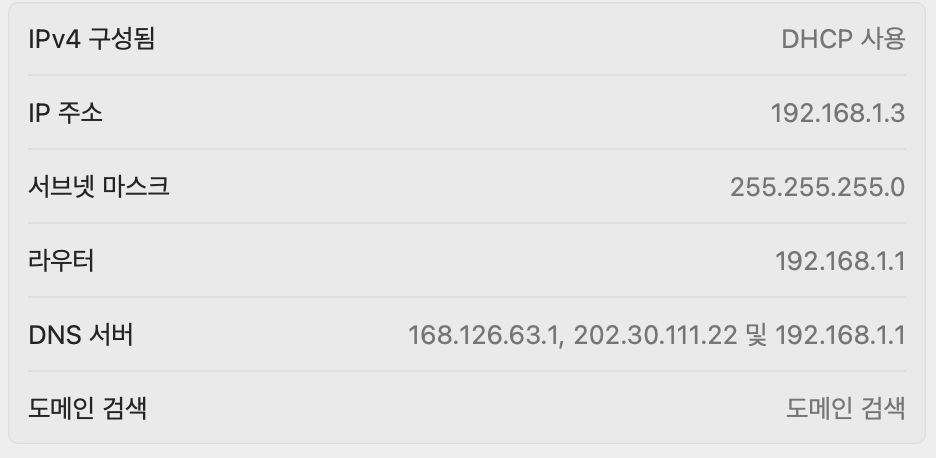 IPv4 구성됨 DHCP 사용
IP 주소 192.168.1.3
서브넷 마스크 255.255.255.0
라우터 192.168.1.1
DNS 서버 168.126.63.1, 202.30.111.22 및 192.168.1.1
도메인 검색 도메인 검색